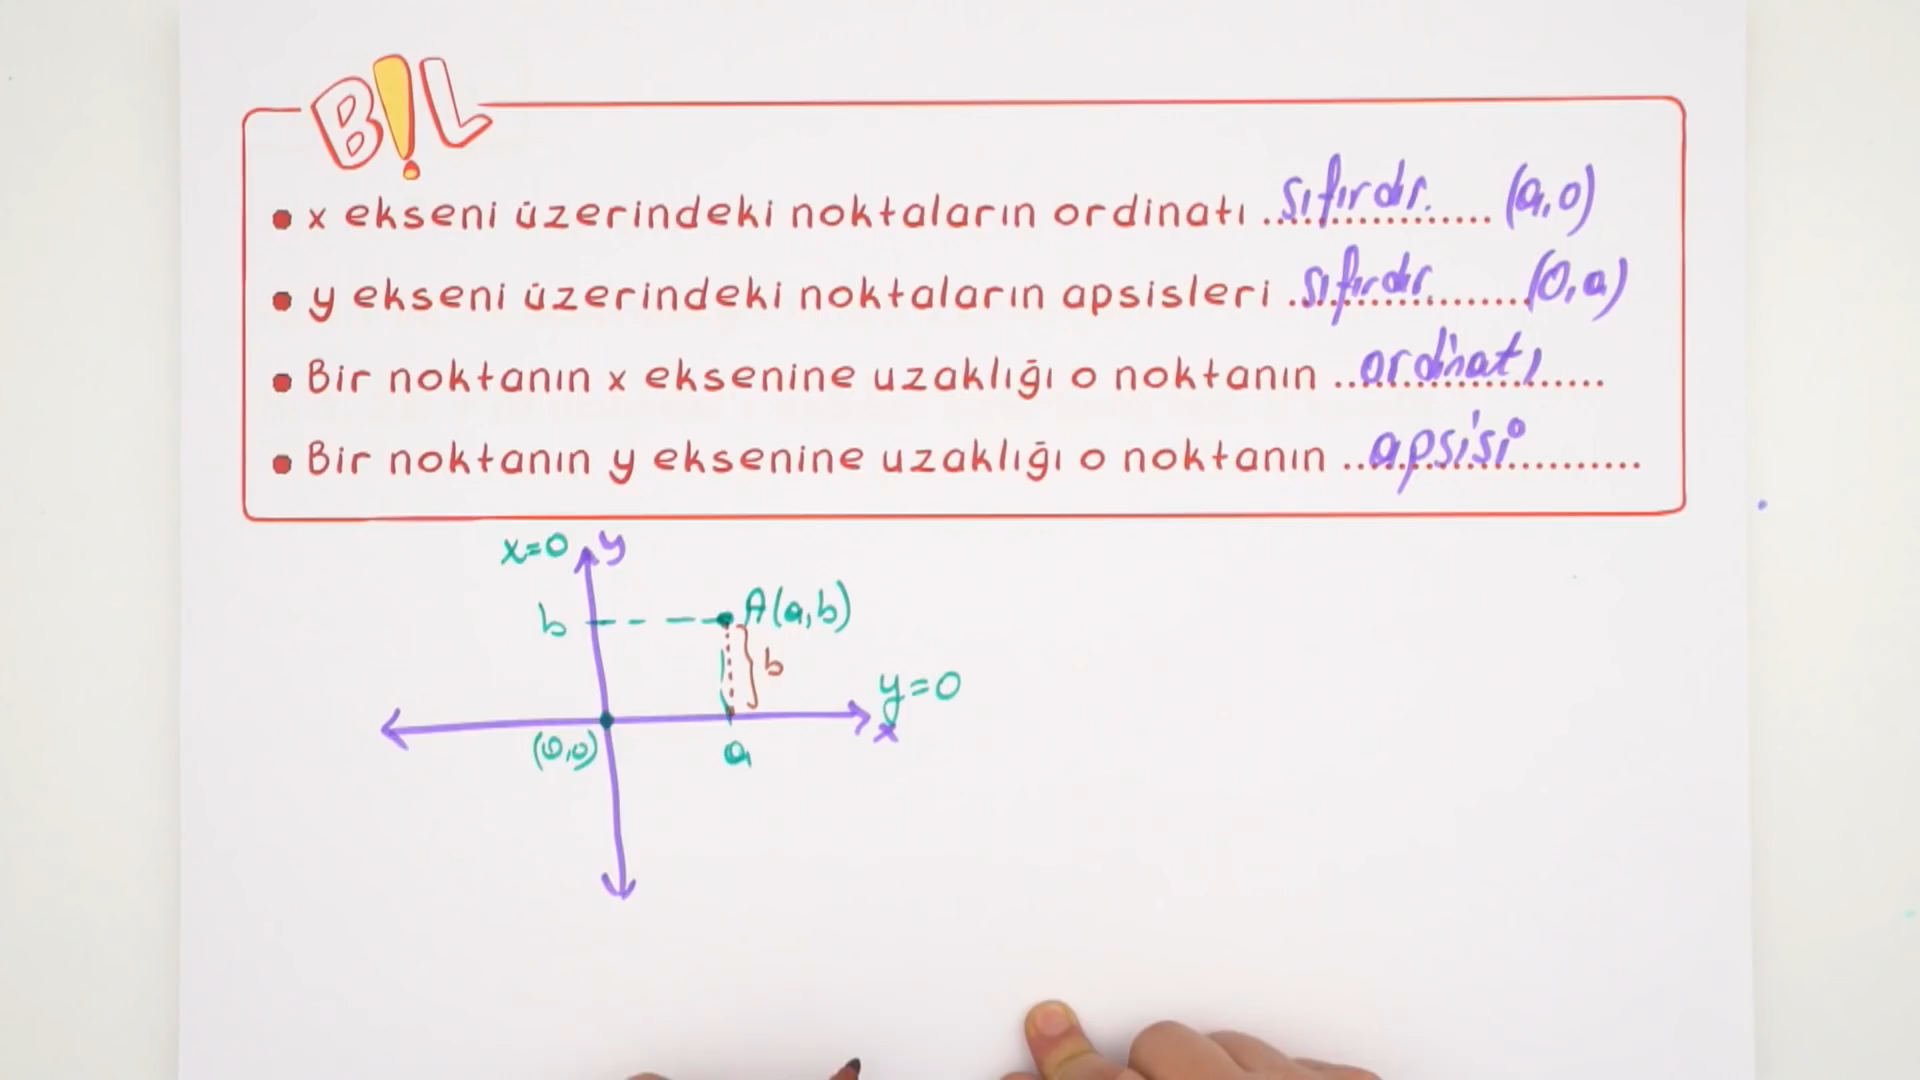 B!L
x ekseni üzerindeki noktaların ordinatı ................ sıfırdır. (a,0)
y ekseni üzerindeki noktaların apsisleri ................ sıfırdır. (0,a)
Bir noktanın x eksenine uzaklığı o noktanın ................ ordinatı
Bir noktanın y eksenine uzaklığı o noktanın ................ apsisi
x=0 y
b A(a,b)
b
y=0
x
(0,0) a